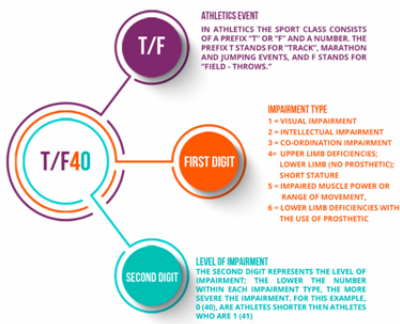 ATHLETICS EVENT
T/F
IN ATHLETICS THE SPORT CLASS CONSISTS
OF A PREFIX "T" OR "F" AND A NUMBER. THE
PREFIX T STANDS FOR "TRACK", MARATHON
AND JUMPING EVENTS, AND F STANDS FOR
"FIELD - THROWS."
T/F40
FIRST DIGIT
IMPAIRMENT TYPE
1 = VISUAL IMPAIRMENT
2 = INTELLECTUAL IMPAIRMENT
3 = CO-ORDINATION IMPAIRMENT
4= UPPER LIMB DEFICIENCIES;
LOWER LIMB (NO PROSTHETIC);
SHORT STATURE
5 = IMPAIRED MUSCLE POWER OR
RANGE OF MOVEMENT,
6 = LOWER LIMB DEFICIENCIES WITH
THE USE OF PROSTHETIC
SECOND DIGIT
LEVEL OF IMPAIRMENT
THE SECOND DIGIT REPRESENTS THE LEVEL OF
IMPAIRMENT; THE LOWER THE NUMBER
WITHIN EACH IMPAIRMENT TYPE, THE MORE
SEVERE THE IMPAIRMENT. FOR THIS EXAMPLE,
0 (40), ARE ATHLETES SHORTER THEN ATHLETES
WHO ARE 1 (41)